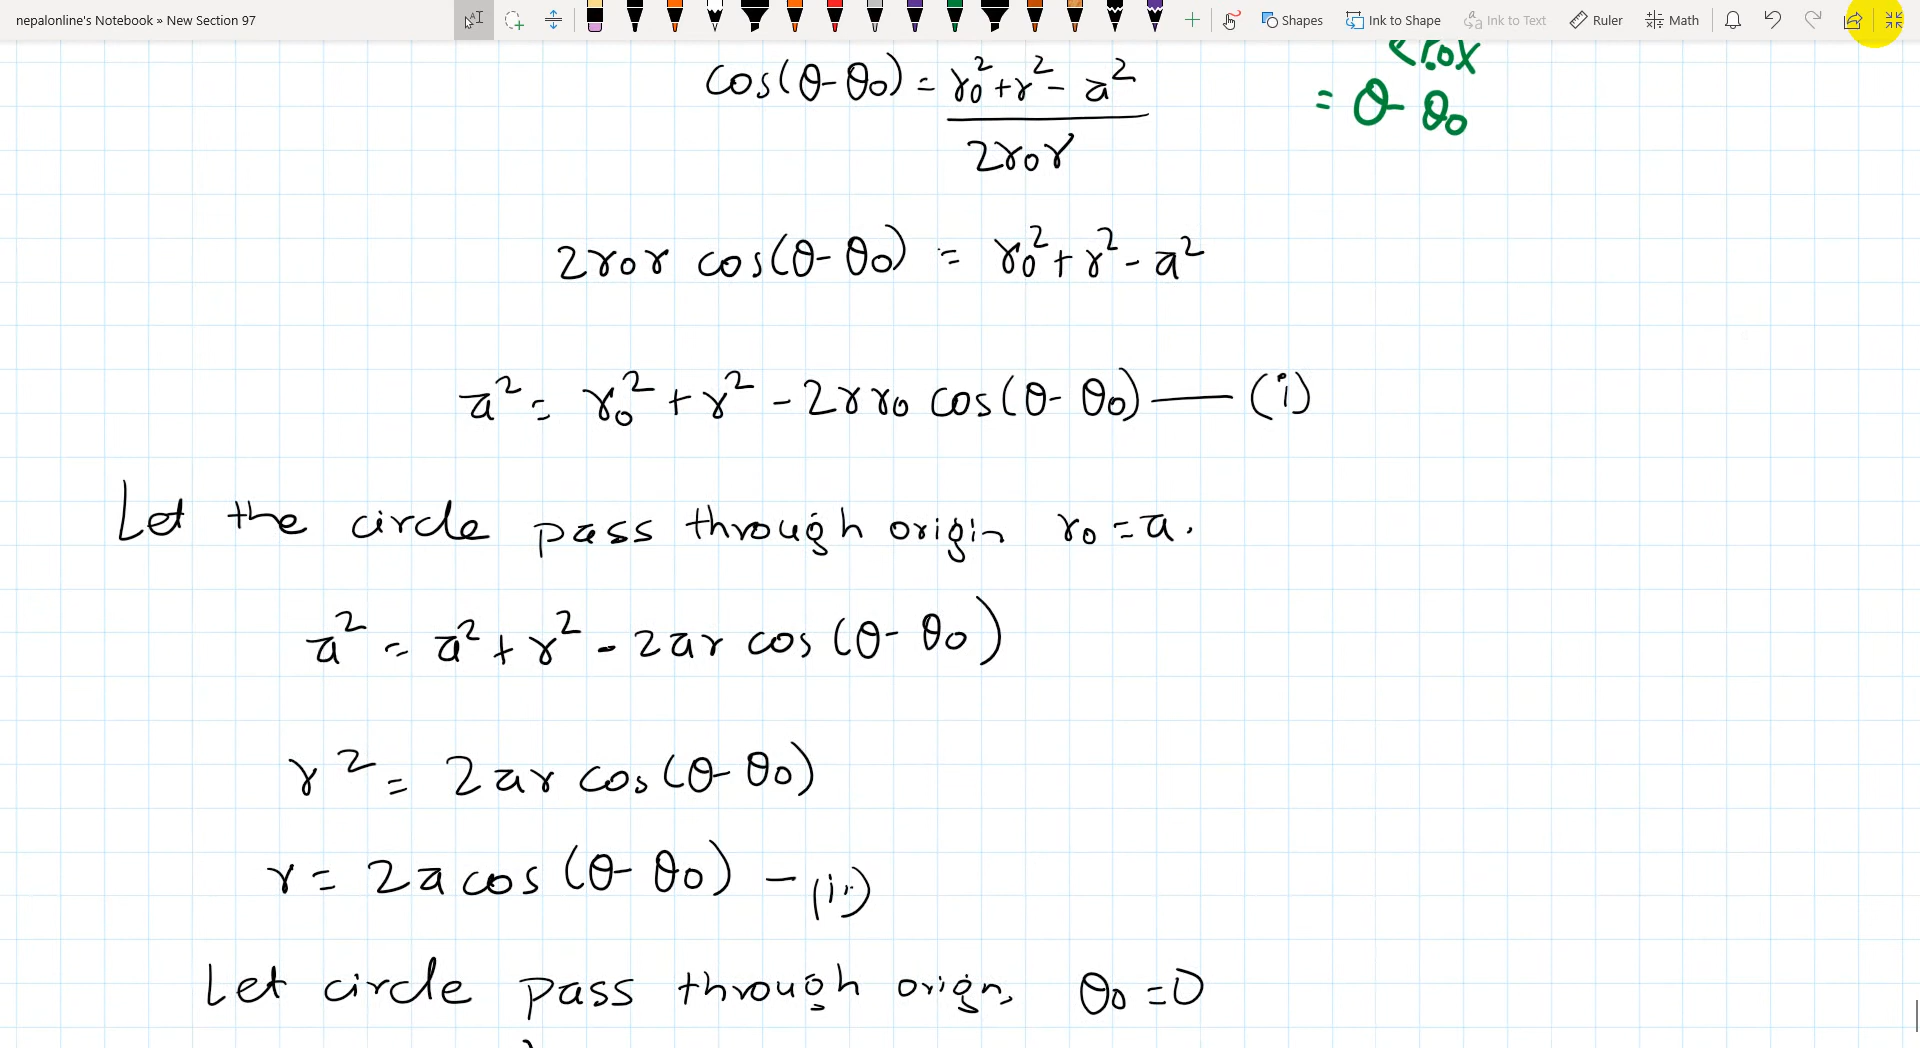 nepalonline's Notebook » New Section 97
Shapes Ink to Shape Ink to Text Ruler Math
cos(θ-θ₀) = (r₀² + r² - a²) / 2r₀r
= θ - θ₀
2r₀r cos(θ-θ₀) = r₀² + r² - a²
a² = r₀² + r² - 2rr₀ cos(θ-θ₀) — (i)
Let the circle pass through origin r₀ = a.
a² = a² + r² - 2ar cos(θ-θ₀)
r² = 2ar cos(θ-θ₀)
r = 2a cos(θ-θ₀) - (ii)
Let circle pass through orign, θ₀ = 0